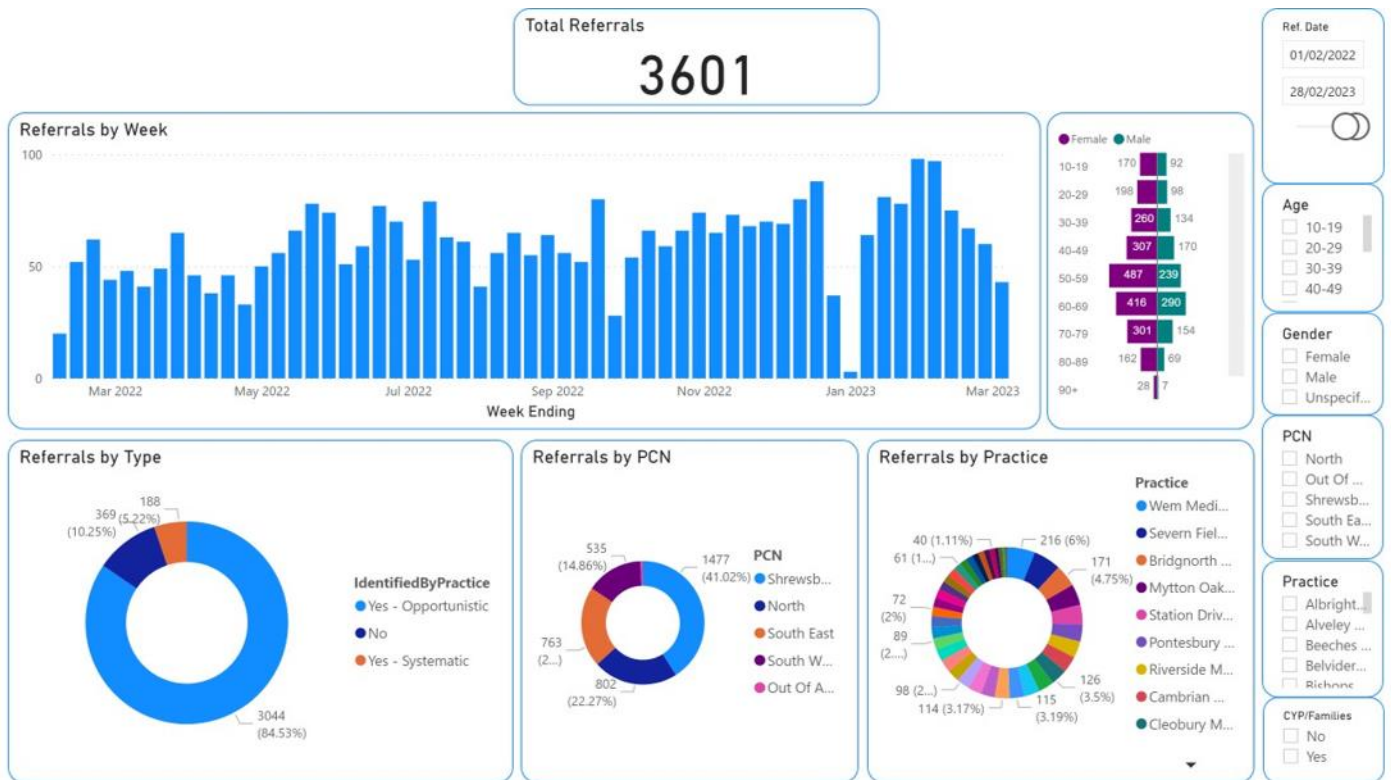 Total Referrals
3601
Referrals by Week
100
50
0
Mar 2022
May 2022
Jul 2022
Sep 2022
Nov 2022
Jan 2023
Mar 2023
Week Ending
Female Male
10-19 170 92
20-29 198 98
30-39 260 134
40-49 307 170
50-59 487 239
60-69 416 290
70-79 301 154
80-89 162 69
90+ 28 7
Ref. Date
01/02/2022
28/02/2023
Age
10-19
20-29
30-39
40-49
Gender
Female
Male
Unspecif...
PCN
North
Out Of ...
Shrewsb...
South Ea...
South W...
Practice
Albright...
Alveley ...
Beeches ...
Belvider...
Bishops
CYP/Families
No
Yes
Referrals by Type
188
(5.22%)
369
(10.25%)
3044
(84.53%)
IdentifiedByPractice
Yes - Opportunistic
No
Yes - Systematic
Referrals by PCN
535
(14.86%)
1477
(41.02%)
763
(2...)
802
(22.27%)
PCN
Shrewsb...
North
South East
South W...
Out Of A...
Referrals by Practice
40 (1.11%)
216 (6%)
61 (1...)
171
(4.75%)
72
(2%)
89
(2....)
126
(3.5%)
98 (2...)
115
(3.19%)
114 (3.17%)
Practice
Wem Medi...
Severn Fiel...
Bridgnorth ...
Mytton Oak...
Station Driv...
Pontesbury ...
Riverside M...
Cambrian ...
Cleobury M...